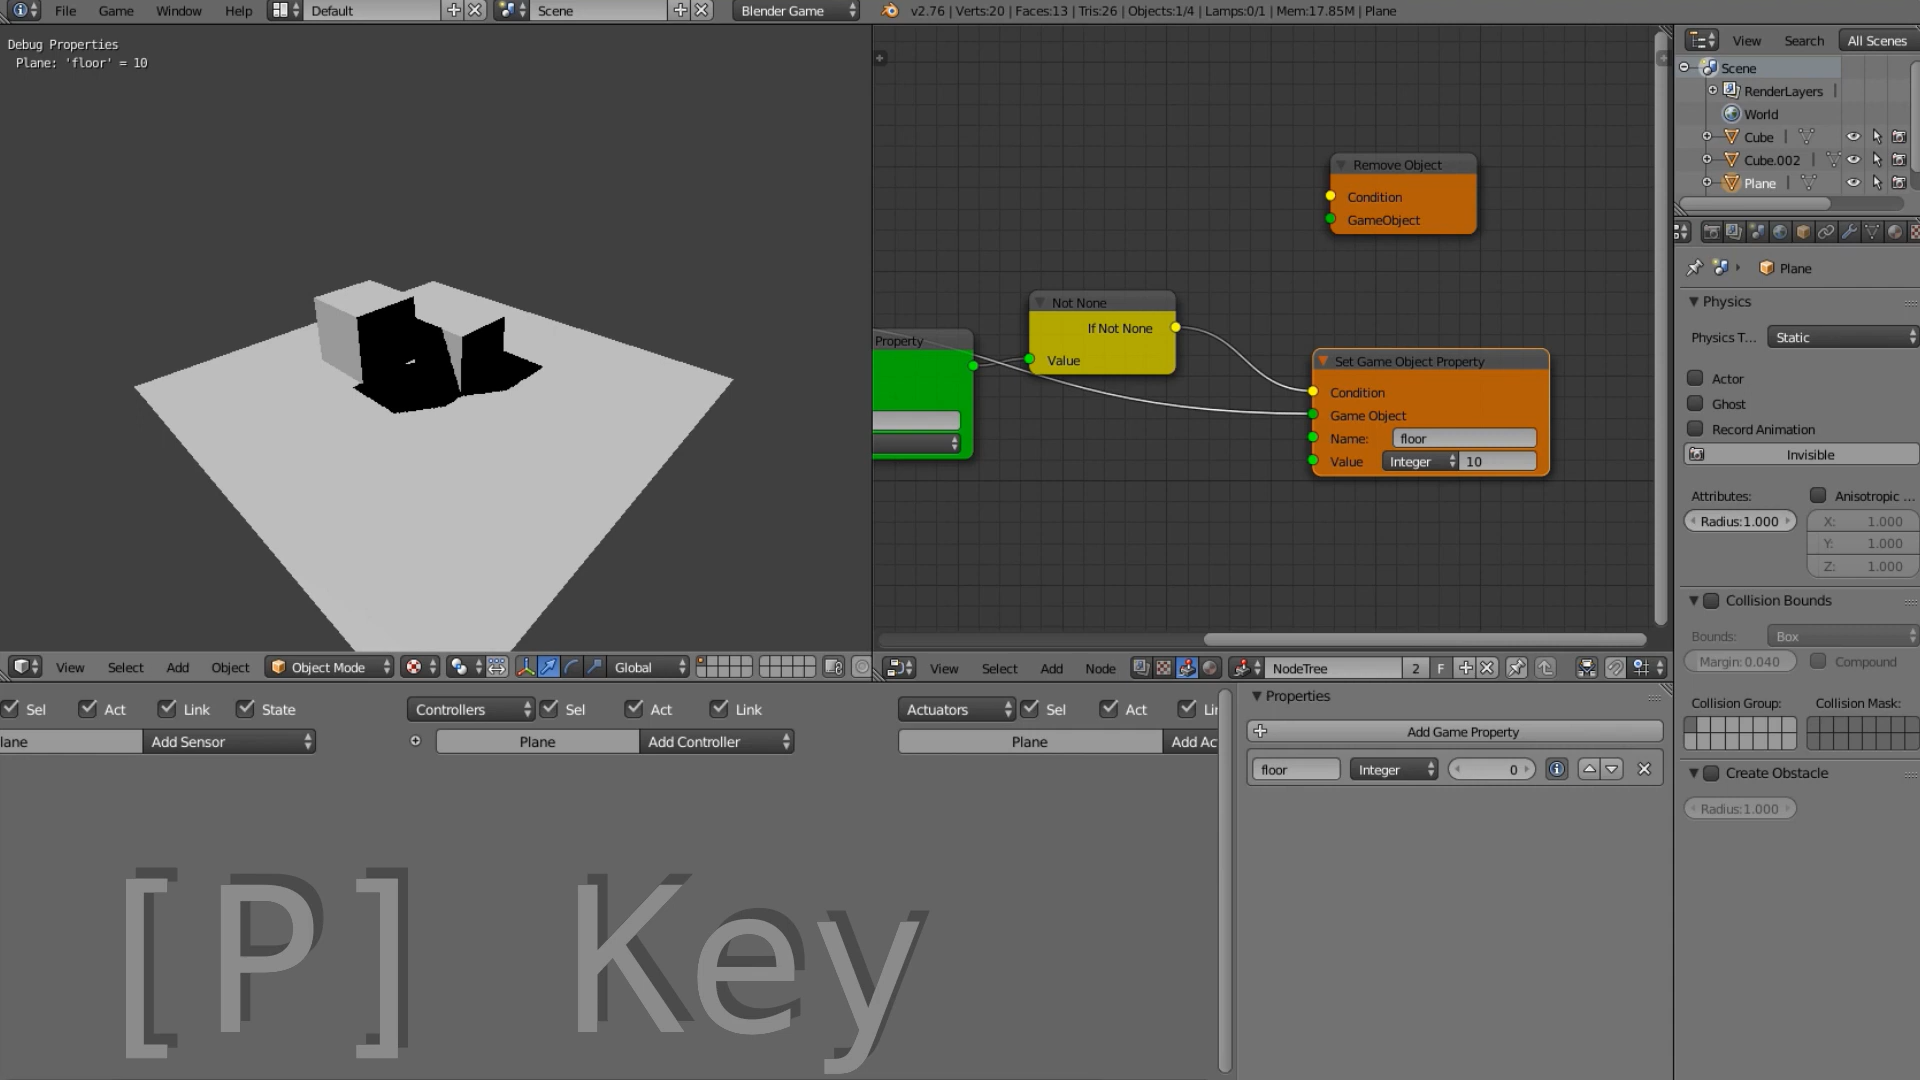 File Game Window Help Default Scene Blender Game v2.76 | Verts:20 | Faces:13 | Tris:26 | Objects:1/4 | Lamps:0/1 | Mem:17.85M | Plane
Debug Properties
Plane: 'floor' = 10
Remove Object
Condition
GameObject
Not None
If Not None
Value
Property
Set Game Object Property
Condition
Game Object
Name: floor
Value Integer 10
View Search All Scenes
Scene
RenderLayers |
World
Cube |
Cube.002 |
Plane |
Plane
Physics
Physics T... Static
Actor
Ghost
Record Animation
Invisible
Attributes: Anisotropic ...
Radius:1.000 X: 1.000
Y: 1.000
Z: 1.000
Collision Bounds
Bounds: Box
Margin:0.040 Compound
Collision Group: Collision Mask:
Create Obstacle
Radius:1.000
View Select Add Object Object Mode Global
View Select Add Node NodeTree 2 F
Sel Act Link State Controllers Sel Act Link Actuators Sel Act Lir
lane Add Sensor Plane Add Controller Plane Add Ac
Properties
Add Game Property
floor Integer 0
[P] Key